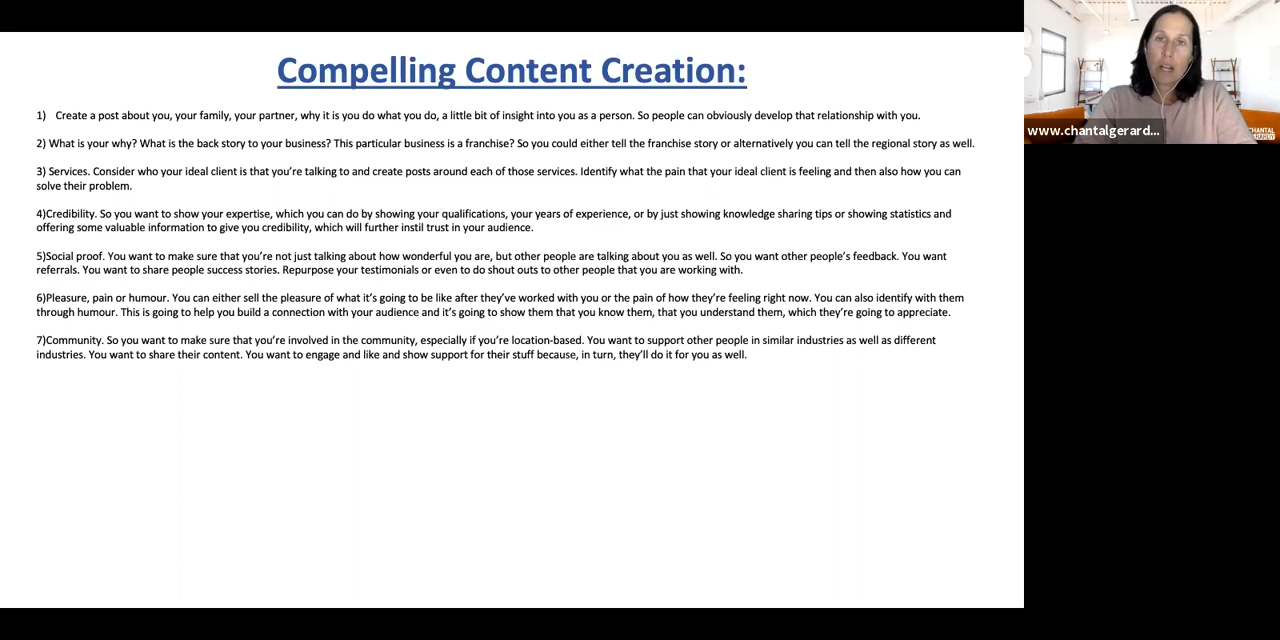 Compelling Content Creation:
1) Create a post about you, your family, your partner, why it is you do what you do, a little bit of insight into you as a person. So people can obviously develop that relationship with you.
2) What is your why? What is the back story to your business? This particular business is a franchise? So you could either tell the franchise story or alternatively you can tell the regional story as well.
3) Services. Consider who your ideal client is that you're talking to and create posts around each of those services. Identify what the pain that your ideal client is feeling and then also how you can
solve their problem.
4)Credibility. So you want to show your expertise, which you can do by showing your qualifications, your years of experience, or by just showing knowledge sharing tips or showing statistics and
offering some valuable information to give you credibility, which will further instil trust in your audience.
5)Social proof. You want to make sure that you're not just talking about how wonderful you are, but other people are talking about you as well. So you want other people's feedback. You want
referrals. You want to share people success stories. Repurpose your testimonials or even to do shout outs to other people that you are working with.
6)Pleasure, pain or humour. You can either sell the pleasure of what it's going to be like after they've worked with you or the pain of how they're feeling right now. You can also identify with them
through humour. This is going to help you build a connection with your audience and it's going to show them that you know them, that you understand them, which they're going to appreciate.
7)Community. So you want to make sure that you're involved in the community, especially if you're location-based. You want to support other people in similar industries as well as different
industries. You want to share their content. You want to engage and like and show support for their stuff because, in turn, they'll do it for you as well.
www.chantalgerard...
CHANTAL